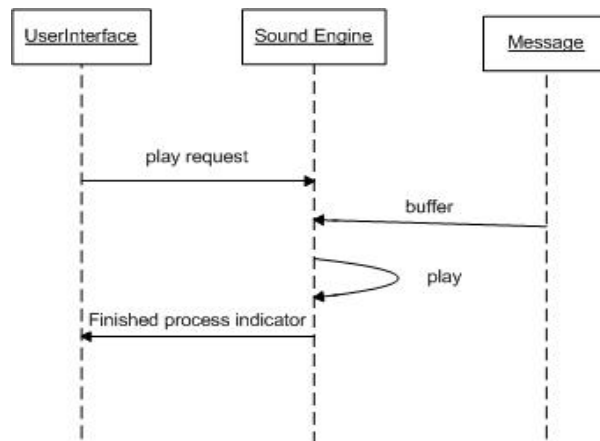 UserInterface
Sound Engine
Message
play request
buffer
play
Finished process indicator